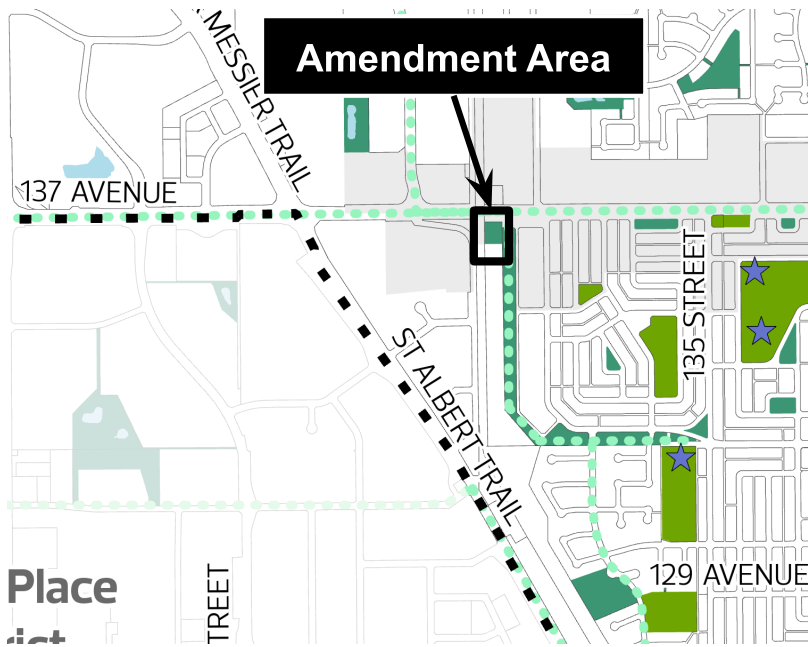 MESSIER TRAIL
Amendment Area
137 AVENUE
135 STREET
ST ALBERT TRAIL
129 AVENUE
Place
TREET